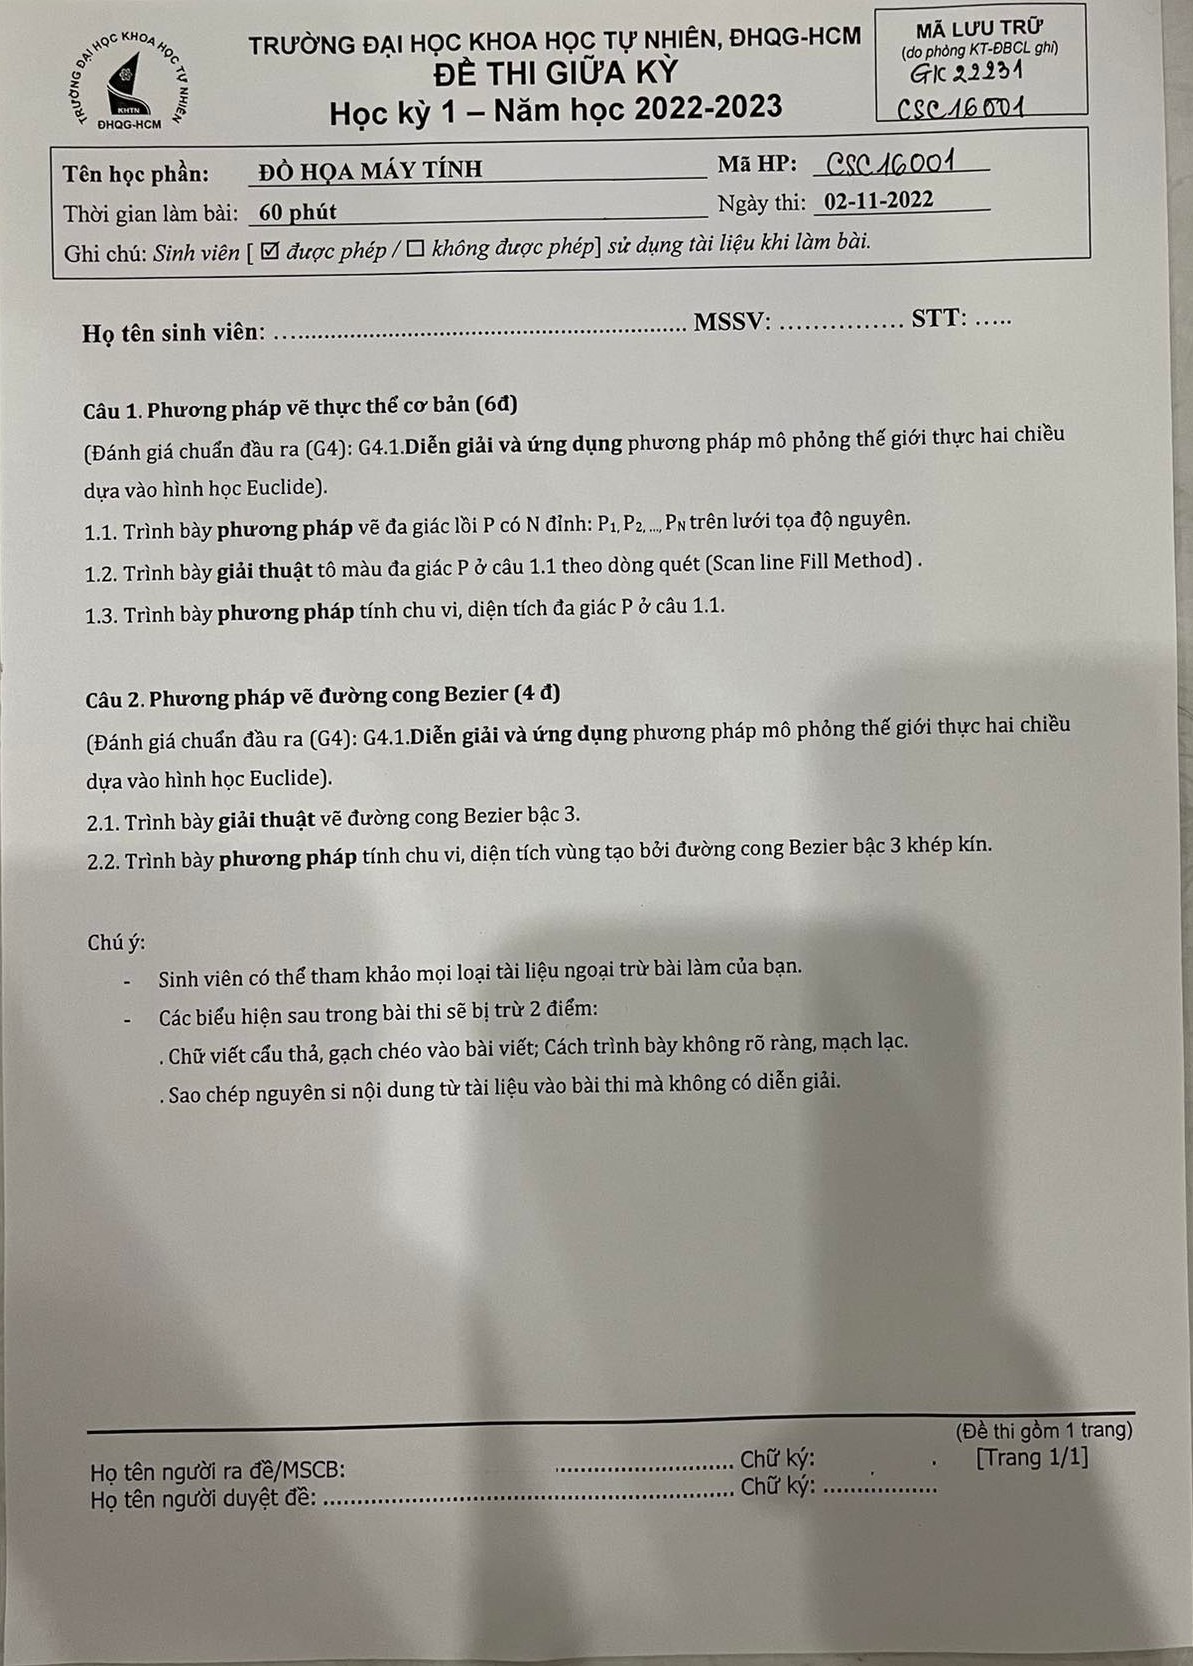 TRƯỜNG ĐẠI HỌC KHOA HỌC TỰ NHIÊN
KHTN
ĐHQG-HCM
TRƯỜNG ĐẠI HỌC KHOA HỌC TỰ NHIÊN, ĐHQG-HCM
ĐỀ THI GIỮA KỲ
Học kỳ 1 – Năm học 2022-2023
MÃ LƯU TRỮ
(do phòng KT-ĐBCL ghi)
GK 22231
CSC16001
Tên học phần: ĐỒ HỌA MÁY TÍNH Mã HP: CSC16001
Thời gian làm bài: 60 phút Ngày thi: 02-11-2022
Ghi chú: Sinh viên [ ☑ được phép / ☐ không được phép] sử dụng tài liệu khi làm bài.
Họ tên sinh viên: ........................................................... MSSV: ............... STT: .....
Câu 1. Phương pháp vẽ thực thể cơ bản (6đ)
(Đánh giá chuẩn đầu ra (G4): G4.1.Diễn giải và ứng dụng phương pháp mô phỏng thế giới thực hai chiều
dựa vào hình học Euclide).
1.1. Trình bày phương pháp vẽ đa giác lồi P có N đỉnh: P1, P2, ..., PN trên lưới tọa độ nguyên.
1.2. Trình bày giải thuật tô màu đa giác P ở câu 1.1 theo dòng quét (Scan line Fill Method) .
1.3. Trình bày phương pháp tính chu vi, diện tích đa giác P ở câu 1.1.
Câu 2. Phương pháp vẽ đường cong Bezier (4 đ)
(Đánh giá chuẩn đầu ra (G4): G4.1.Diễn giải và ứng dụng phương pháp mô phỏng thế giới thực hai chiều
dựa vào hình học Euclide).
2.1. Trình bày giải thuật vẽ đường cong Bezier bậc 3.
2.2. Trình bày phương pháp tính chu vi, diện tích vùng tạo bởi đường cong Bezier bậc 3 khép kín.
Chú ý:
- Sinh viên có thể tham khảo mọi loại tài liệu ngoại trừ bài làm của bạn.
- Các biểu hiện sau trong bài thi sẽ bị trừ 2 điểm:
. Chữ viết cẩu thả, gạch chéo vào bài viết; Cách trình bày không rõ ràng, mạch lạc.
. Sao chép nguyên si nội dung từ tài liệu vào bài thi mà không có diễn giải.
(Đề thi gồm 1 trang)
Họ tên người ra đề/MSCB: .......................... Chữ ký: . [Trang 1/1]
Họ tên người duyệt đề: ........................................................... Chữ ký: .................